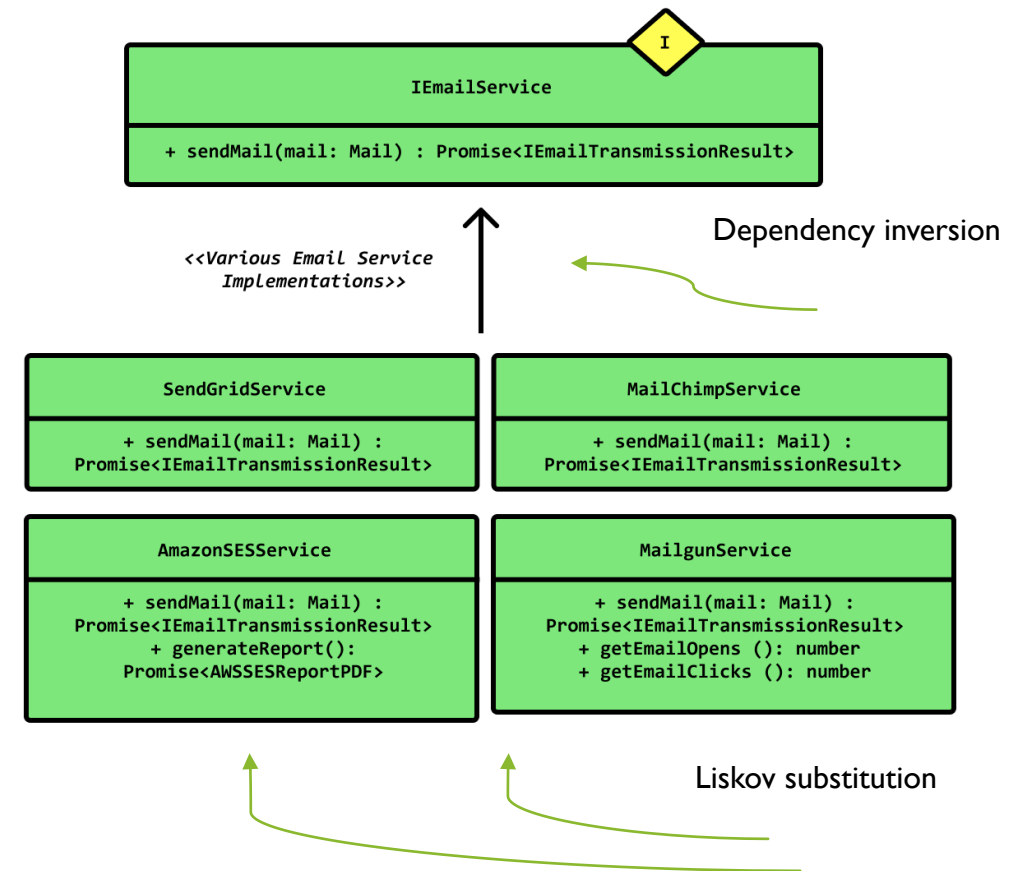 I
IEmailService
+ sendMail(mail: Mail) : Promise<IEmailTransmissionResult>
Dependency inversion
<<Various Email Service
Implementations>>
SendGridService
+ sendMail(mail: Mail) :
Promise<IEmailTransmissionResult>
MailChimpService
+ sendMail(mail: Mail) :
Promise<IEmailTransmissionResult>
AmazonSESService
+ sendMail(mail: Mail) :
Promise<IEmailTransmissionResult>
+ generateReport():
Promise<AWSSESReportPDF>
MailgunService
+ sendMail(mail: Mail) :
Promise<IEmailTransmissionResult>
+ getEmailOpens (): number
+ getEmailClicks (): number
Liskov substitution